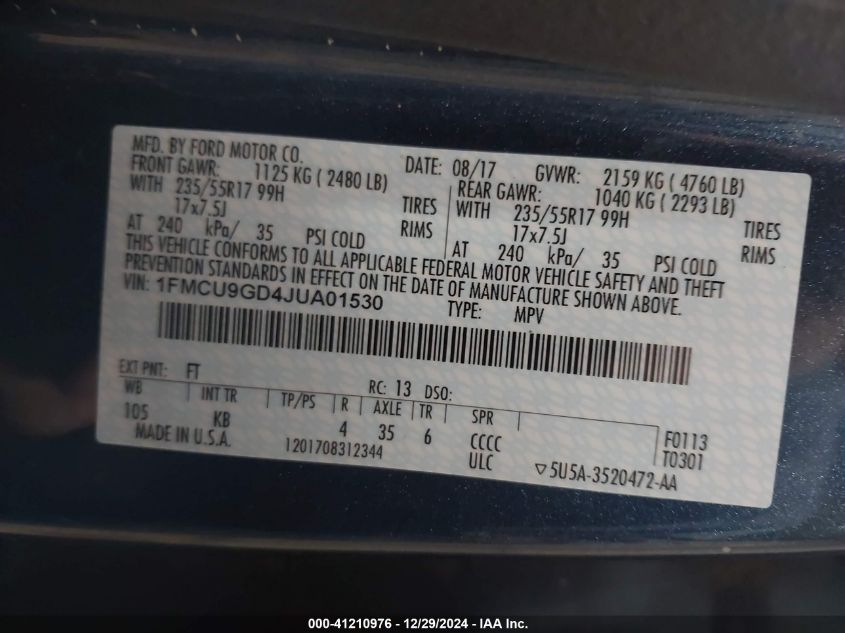 MFD. BY FORD MOTOR CO.
DATE: 08/17 GVWR: 2159 KG ( 4760 LB)
FRONT GAWR: 1125 KG ( 2480 LB) REAR GAWR: 1040 KG ( 2293 LB)
WITH 235/55R17 99H TIRES WITH 235/55R17 99H TIRES
17x7.5J RIMS 17x7.5J RIMS
AT 240 kPa/ 35 PSI COLD AT 240 kPa/ 35 PSI COLD
THIS VEHICLE CONFORMS TO ALL APPLICABLE FEDERAL MOTOR VEHICLE SAFETY AND THEFT
PREVENTION STANDARDS IN EFFECT ON THE DATE OF MANUFACTURE SHOWN ABOVE.
VIN: 1FMCU9GD4JUA01530 TYPE: MPV
EXT PNT: FT RC: 13 DSO:
WB INT TR TP/PS R AXLE TR SPR
105 KB 4 35 6 CCCC F0113
MADE IN U.S.A. 1201708312344 ULC T0301
▽5U5A-3520472-AA
000-41210976 - 12/29/2024 - IAA Inc.